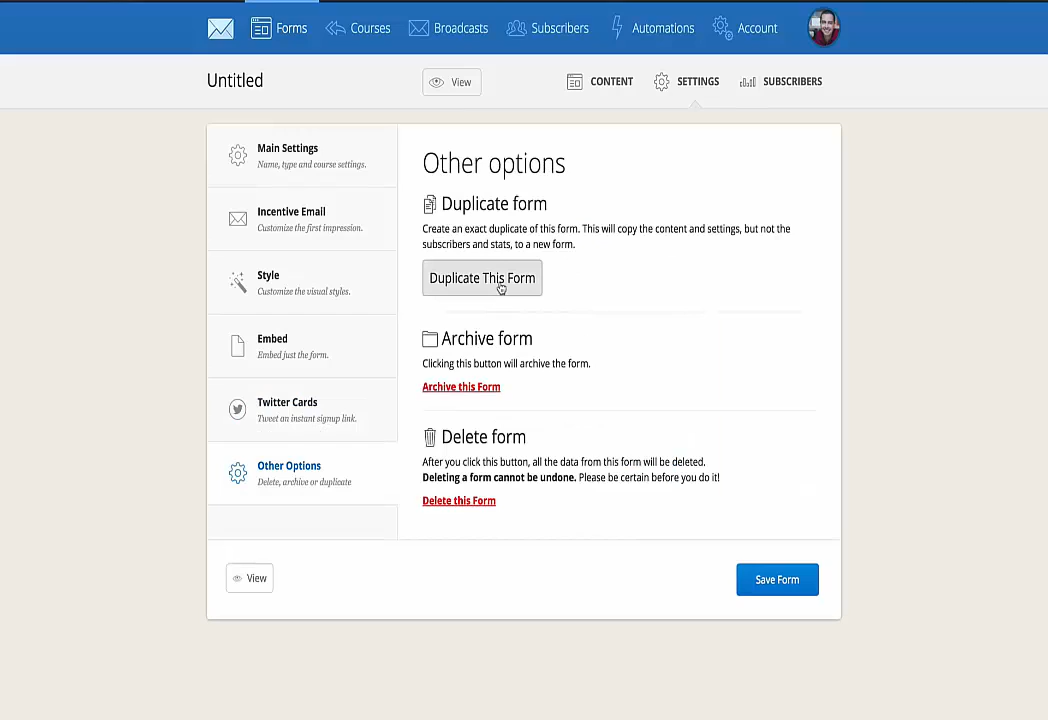 Forms Courses Broadcasts Subscribers Automations Account
Untitled View CONTENT SETTINGS SUBSCRIBERS
Main Settings
Name, type and course settings.
Incentive Email
Customize the first impression.
Style
Customize the visual styles.
Embed
Embed just the form.
Twitter Cards
Tweet an instant signup link.
Other Options
Delete, archive or duplicate
Other options
Duplicate form
Create an exact duplicate of this form. This will copy the content and settings, but not the
subscribers and stats, to a new form.
Duplicate This Form
Archive form
Clicking this button will archive the form.
Archive this Form
Delete form
After you click this button, all the data from this form will be deleted.
Deleting a form cannot be undone. Please be certain before you do it!
Delete this Form
View Save Form